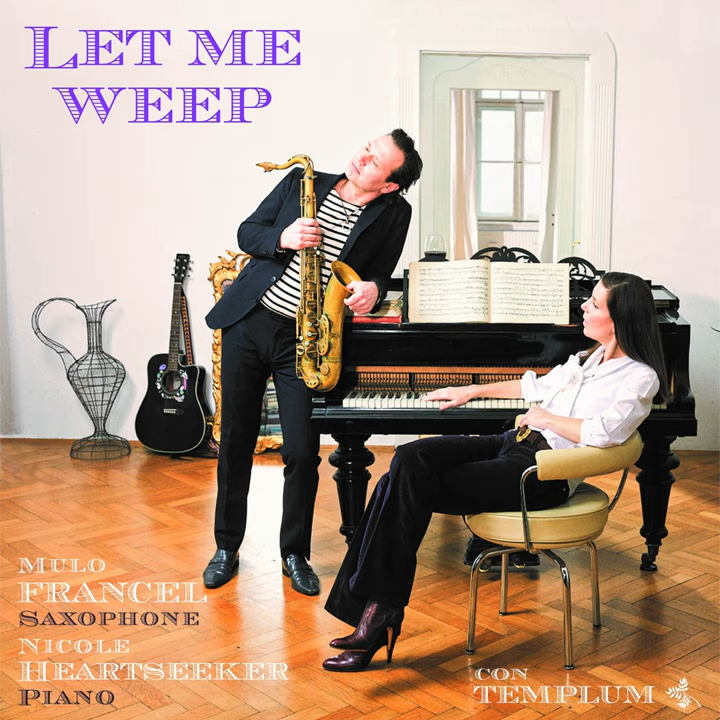 LET ME
WEEP
MULO
FRANCEL
SAXOPHONE
NICOLE
HEARTSEEKER
PIANO
CON
TEMPLUM